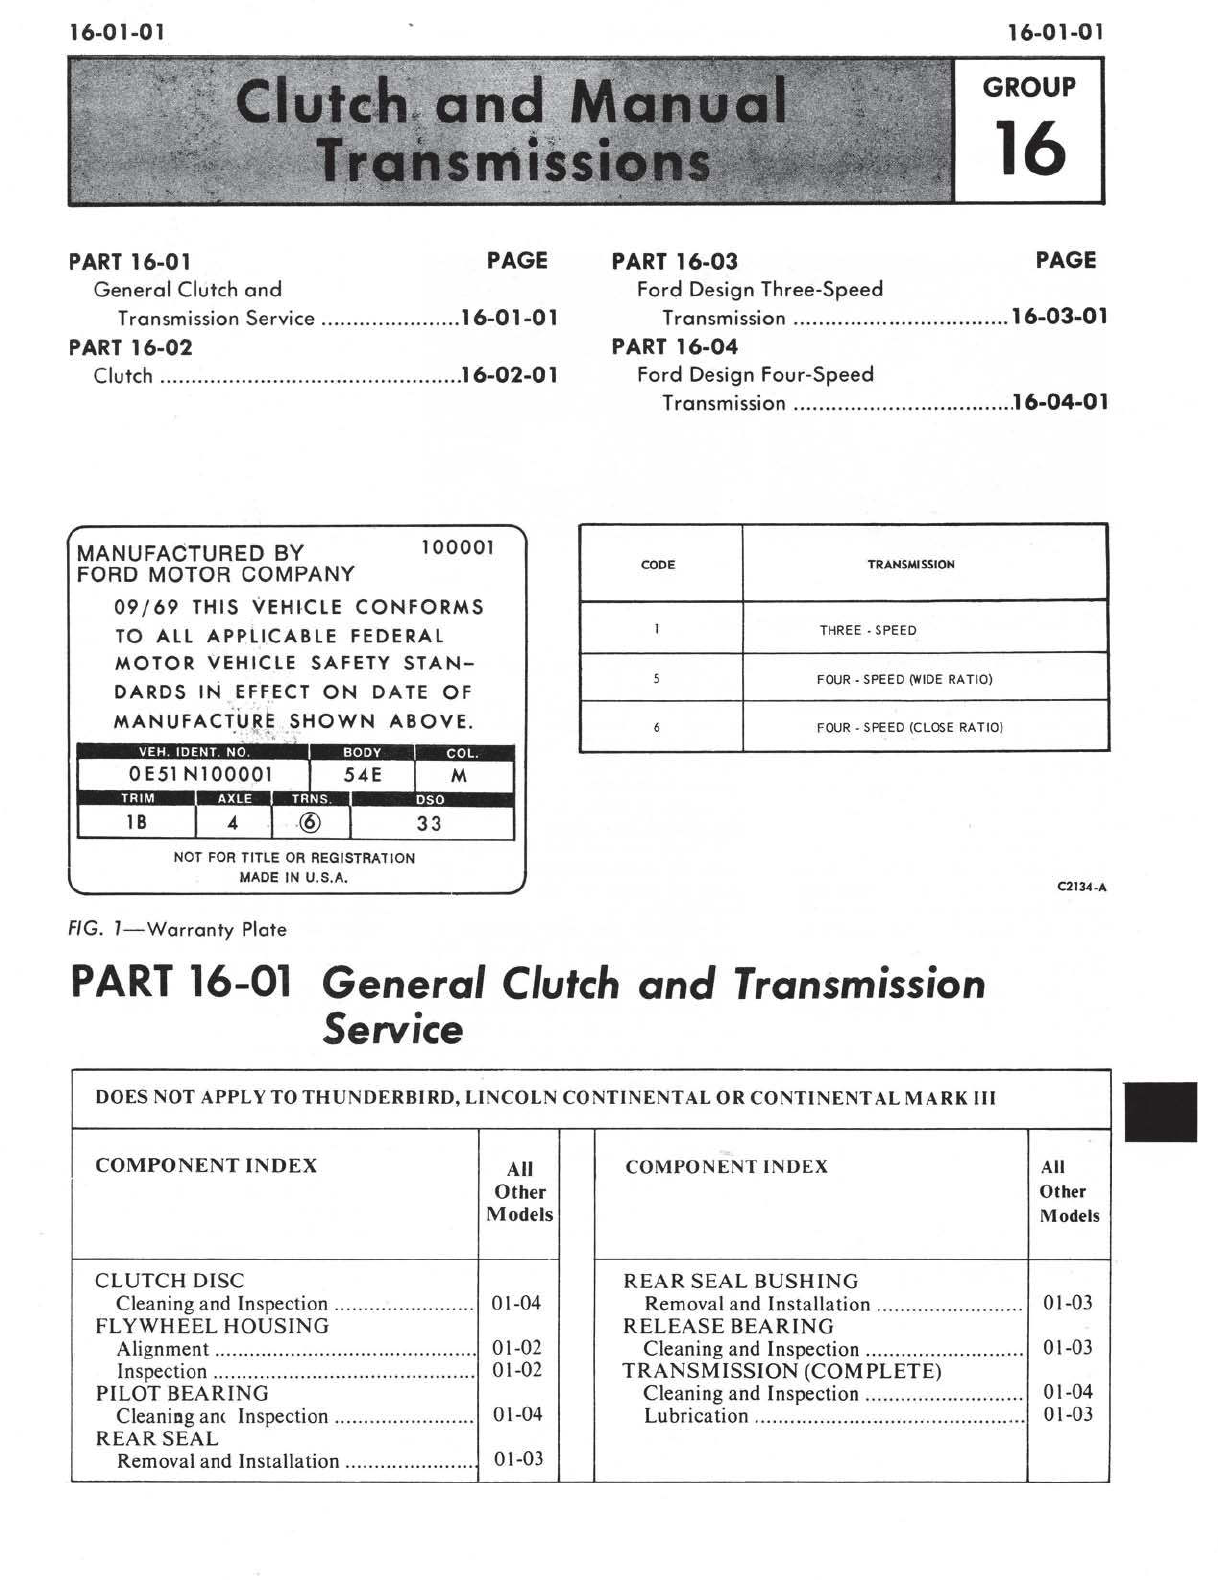 16-01-01 16-01-01
Clutch and Manual
Transmissions
GROUP
16
PART 16-01 PAGE
General Clutch and
Transmission Service ......................16-01-01
PART 16-02
Clutch ................................................16-02-01
PART 16-03 PAGE
Ford Design Three-Speed
Transmission ..................................16-03-01
PART 16-04
Ford Design Four-Speed
Transmission ...................................16-04-01
MANUFACTURED BY 100001
FORD MOTOR COMPANY
09/69 THIS VEHICLE CONFORMS
TO ALL APPLICABLE FEDERAL
MOTOR VEHICLE SAFETY STAN-
DARDS IN EFFECT ON DATE OF
MANUFACTURE SHOWN ABOVE.
VEH. IDENT. NO. BODY COL.
0E51N100001 54E M
TRIM AXLE TRNS. DSO
1B 4 6 33
NOT FOR TITLE OR REGISTRATION
MADE IN U.S.A.
CODE TRANSMISSION
1 THREE - SPEED
5 FOUR - SPEED (WIDE RATIO)
6 FOUR - SPEED (CLOSE RATIO)
C2134-A
FIG. 1—Warranty Plate
PART 16-01 General Clutch and Transmission
Service
DOES NOT APPLY TO THUNDERBIRD, LINCOLN CONTINENTAL OR CONTINENTAL MARK III
COMPONENT INDEX All
Other
Models
CLUTCH DISC
Cleaning and Inspection ........................ 01-04
FLYWHEEL HOUSING
Alignment ............................................. 01-02
Inspection ............................................. 01-02
PILOT BEARING
Cleaning and Inspection ........................ 01-04
REAR SEAL
Removal and Installation ....................... 01-03
COMPONENT INDEX All
Other
Models
REAR SEAL BUSHING
Removal and Installation ......................... 01-03
RELEASE BEARING
Cleaning and Inspection ........................... 01-03
TRANSMISSION (COMPLETE)
Cleaning and Inspection ........................... 01-04
Lubrication .............................................. 01-03